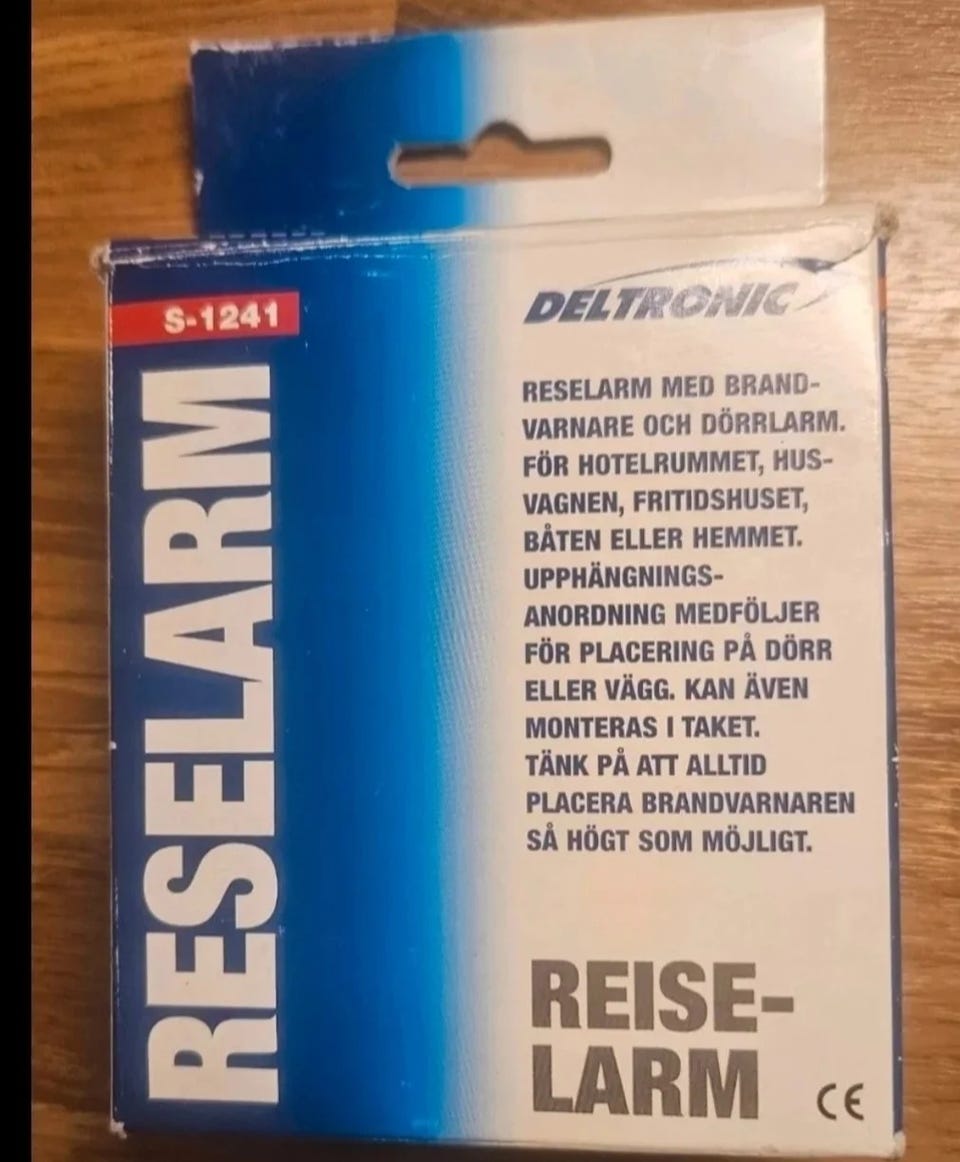 S-1241
RESELARM
DELTRONIC
RESELARM MED BRAND-
VARNARE OCH DÖRRLARM.
FÖR HOTELRUMMET, HUS-
VAGNEN, FRITIDSHUSET,
BÅTEN ELLER HEMMET.
UPPHÄNGNINGS-
ANORDNING MEDFÖLJER
FÖR PLACERING PÅ DÖRR
ELLER VÄGG. KAN ÄVEN
MONTERAS I TAKET.
TÄNK PÅ ATT ALLTID
PLACERA BRANDVARNAREN
SÅ HÖGT SOM MÖJLIGT.
REISE-
LARM
CE